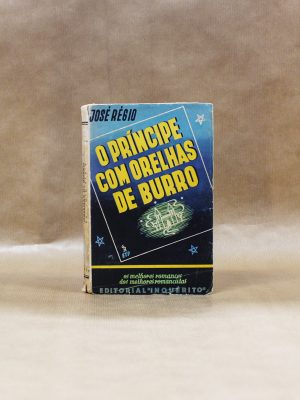 JOSÉ RÉGIO
O PRÍNCIPE
COM ORELHAS
DE BURRO
os melhores romances
dos melhores romancistas
EDITORIAL "INQUÉRITO"